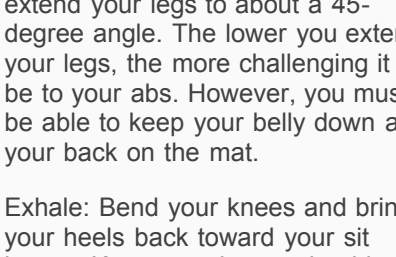 extend your legs to about a 45-
degree angle. The lower you
your legs, the more challenging it
be to your abs. However, you
be able to keep your belly down
your back on the mat.
Exhale: Bend your knees and
your heels back toward your sit